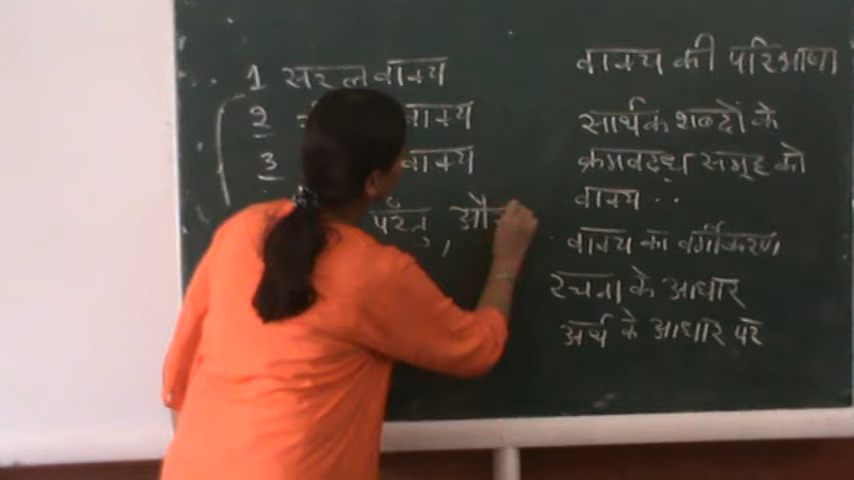 1 सरल वाक्य
2 वाक्य
3 वाक्य
परंतु, और
वाक्य की परिभाषा
सार्थक शब्दों के
क्रमबद्ध समूह को
वाक्य ..
वाक्य का वर्गीकरण
रचना के आधार
अर्थ के आधार पर